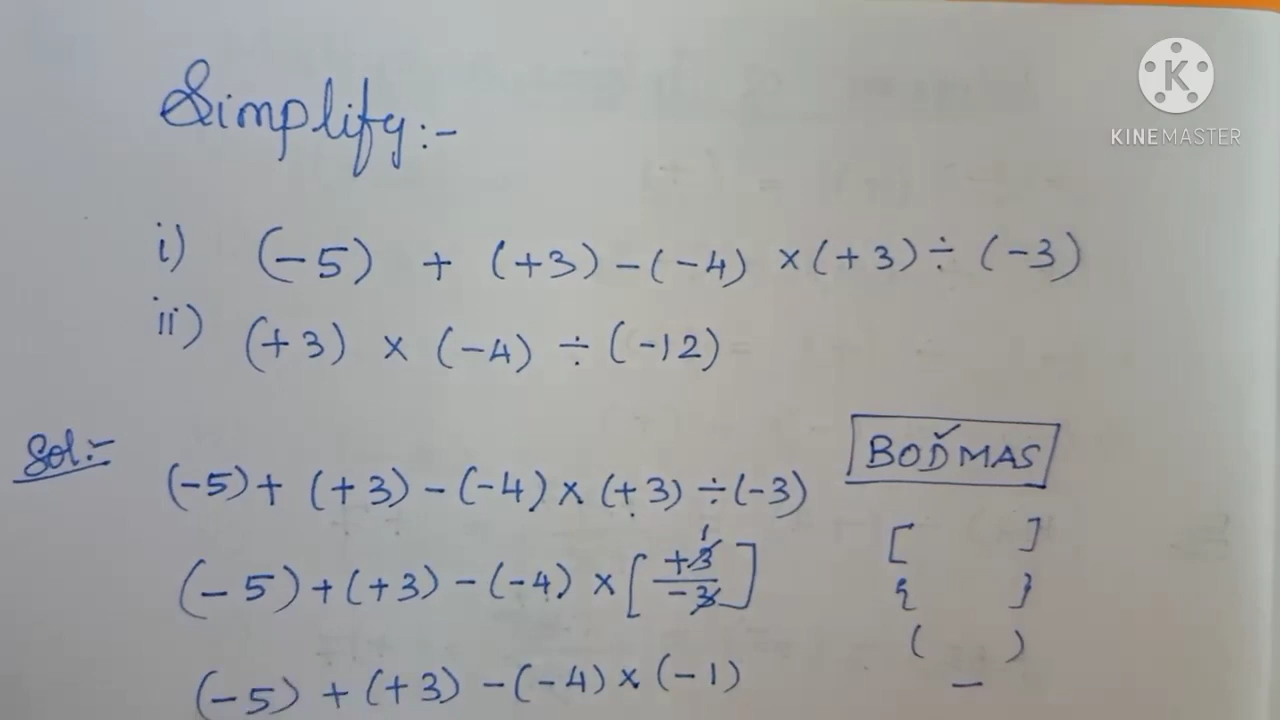 K
KINEMASTER
Simplify:-
i) (-5) + (+3) - (-4) × (+3) ÷ (-3)
ii) (+3) × (-4) ÷ (-12)
Sol:-
(-5) + (+3) - (-4) × (+3) ÷ (-3)
BODMAS
(-5) + (+3) - (-4) × [+3/-3]
1
[ ]
{ }
( )
(-5) + (+3) - (-4) × (-1)